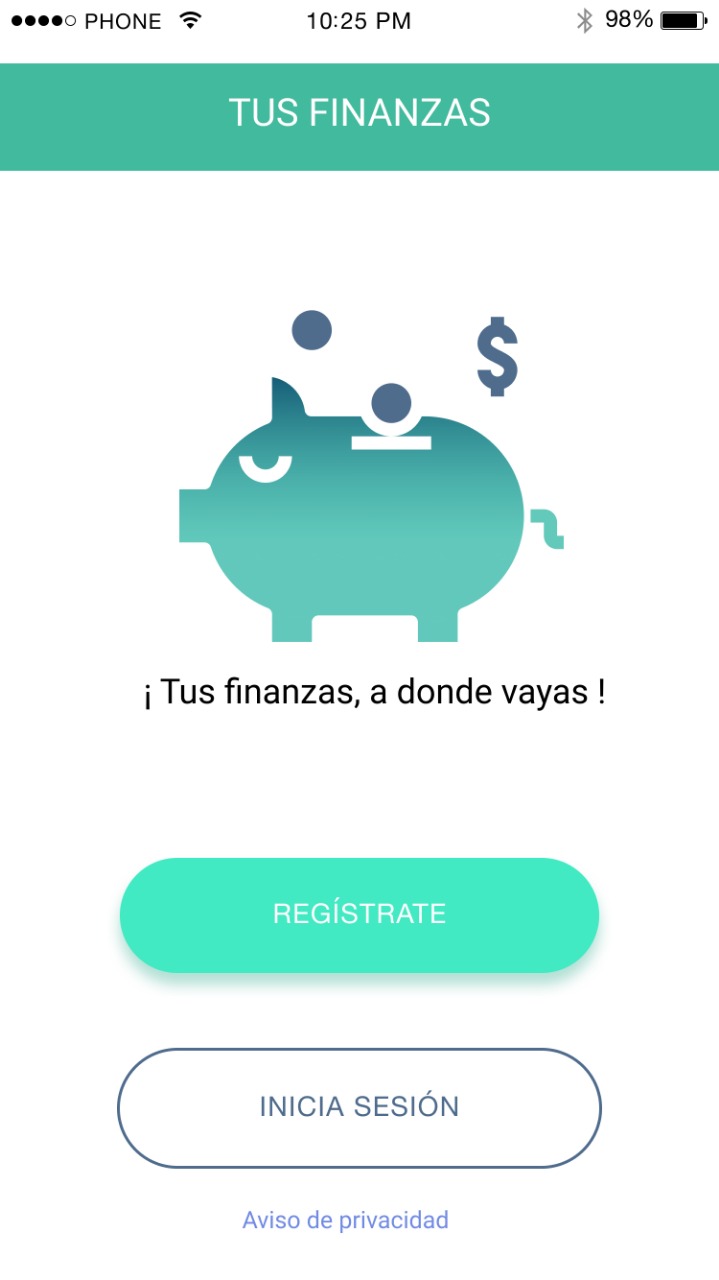 PHONE 10:25 PM 98%
TUS FINANZAS
$
¡ Tus finanzas, a donde vayas !
REGÍSTRATE
INICIA SESIÓN
Aviso de privacidad